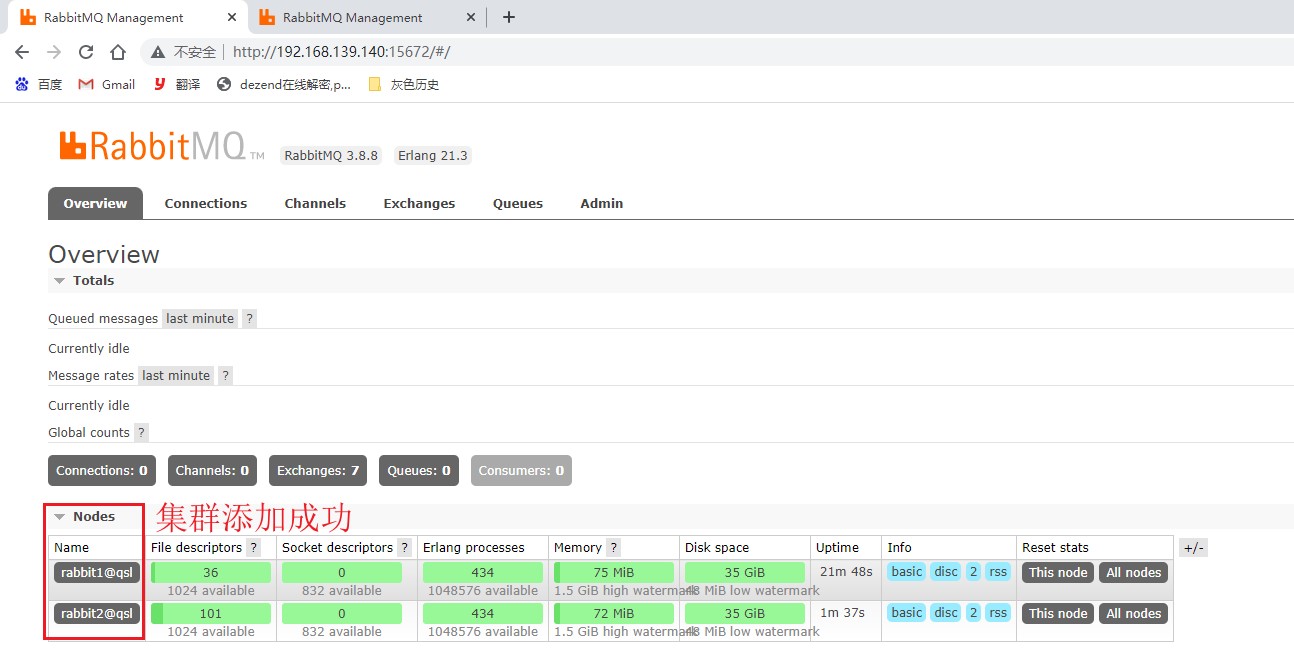 RabbitMQ Management
RabbitMQ Management
不安全 http://192.168.139.140:15672/#/
百度 Gmail 翻译 dezend在线解密,p... 灰色历史
RabbitMQ TM RabbitMQ 3.8.8 Erlang 21.3
Overview Connections Channels Exchanges Queues Admin
Overview
Totals
Queued messages last minute ?
Currently idle
Message rates last minute ?
Currently idle
Global counts ?
Connections: 0 Channels: 0 Exchanges: 7 Queues: 0 Consumers: 0
Nodes 集群添加成功
Name File descriptors ? Socket descriptors ? Erlang processes Memory ? Disk space Uptime Info Reset stats +/-
rabbit1@qsl 36 0 434 75 MiB 35 GiB 21m 48s basic disc 2 rss This node All nodes
1024 available 832 available 1048576 available 1.5 GiB high watermark 48 MiB low watermark
rabbit2@qsl 101 0 434 72 MiB 35 GiB 1m 37s basic disc 2 rss This node All nodes
1024 available 832 available 1048576 available 1.5 GiB high watermark 48 MiB low watermark